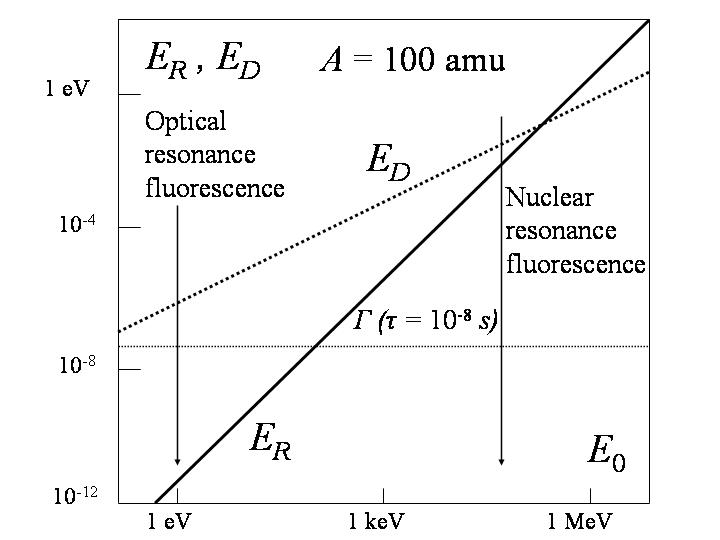 E_R , E_D A = 100 amu
1 eV
Optical
resonance
fluorescence
E_D
Nuclear
resonance
fluorescence
10^-4
Γ (τ = 10^-8 s)
10^-8
E_R
E_0
10^-12
1 eV 1 keV 1 MeV